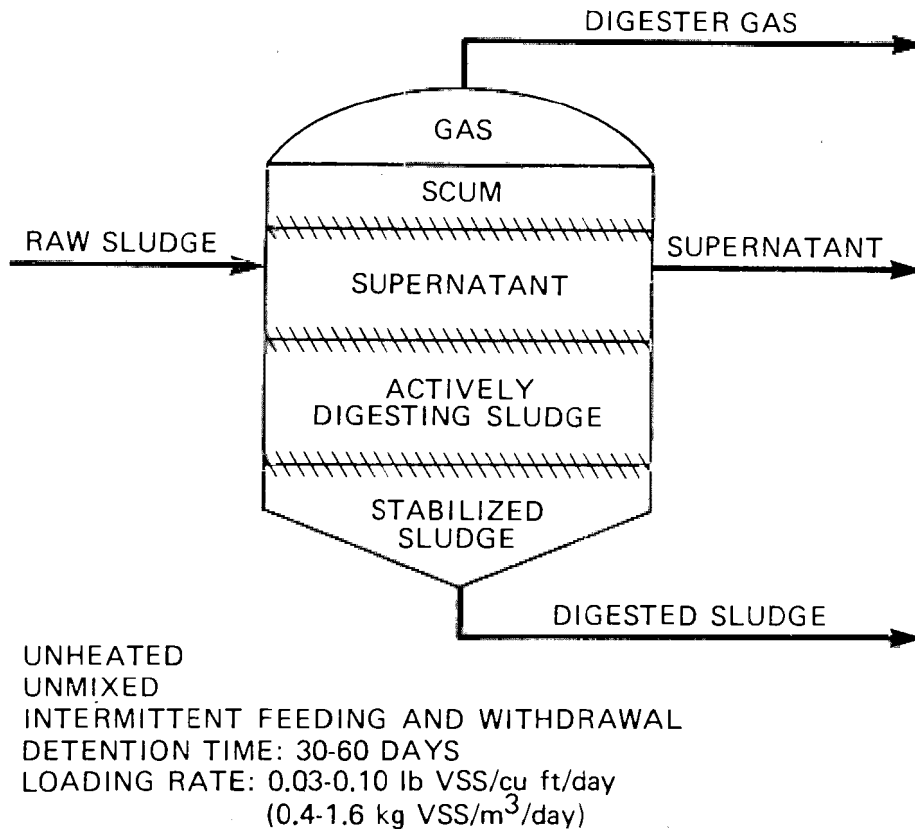 DIGESTER GAS
GAS
SCUM
RAW SLUDGE
SUPERNATANT
SUPERNATANT
ACTIVELY
DIGESTING SLUDGE
STABILIZED
SLUDGE
DIGESTED SLUDGE
UNHEATED
UNMIXED
INTERMITTENT FEEDING AND WITHDRAWAL
DETENTION TIME: 30-60 DAYS
LOADING RATE: 0.03-0.10 lb VSS/cu ft/day
(0.4-1.6 kg VSS/m³/day)